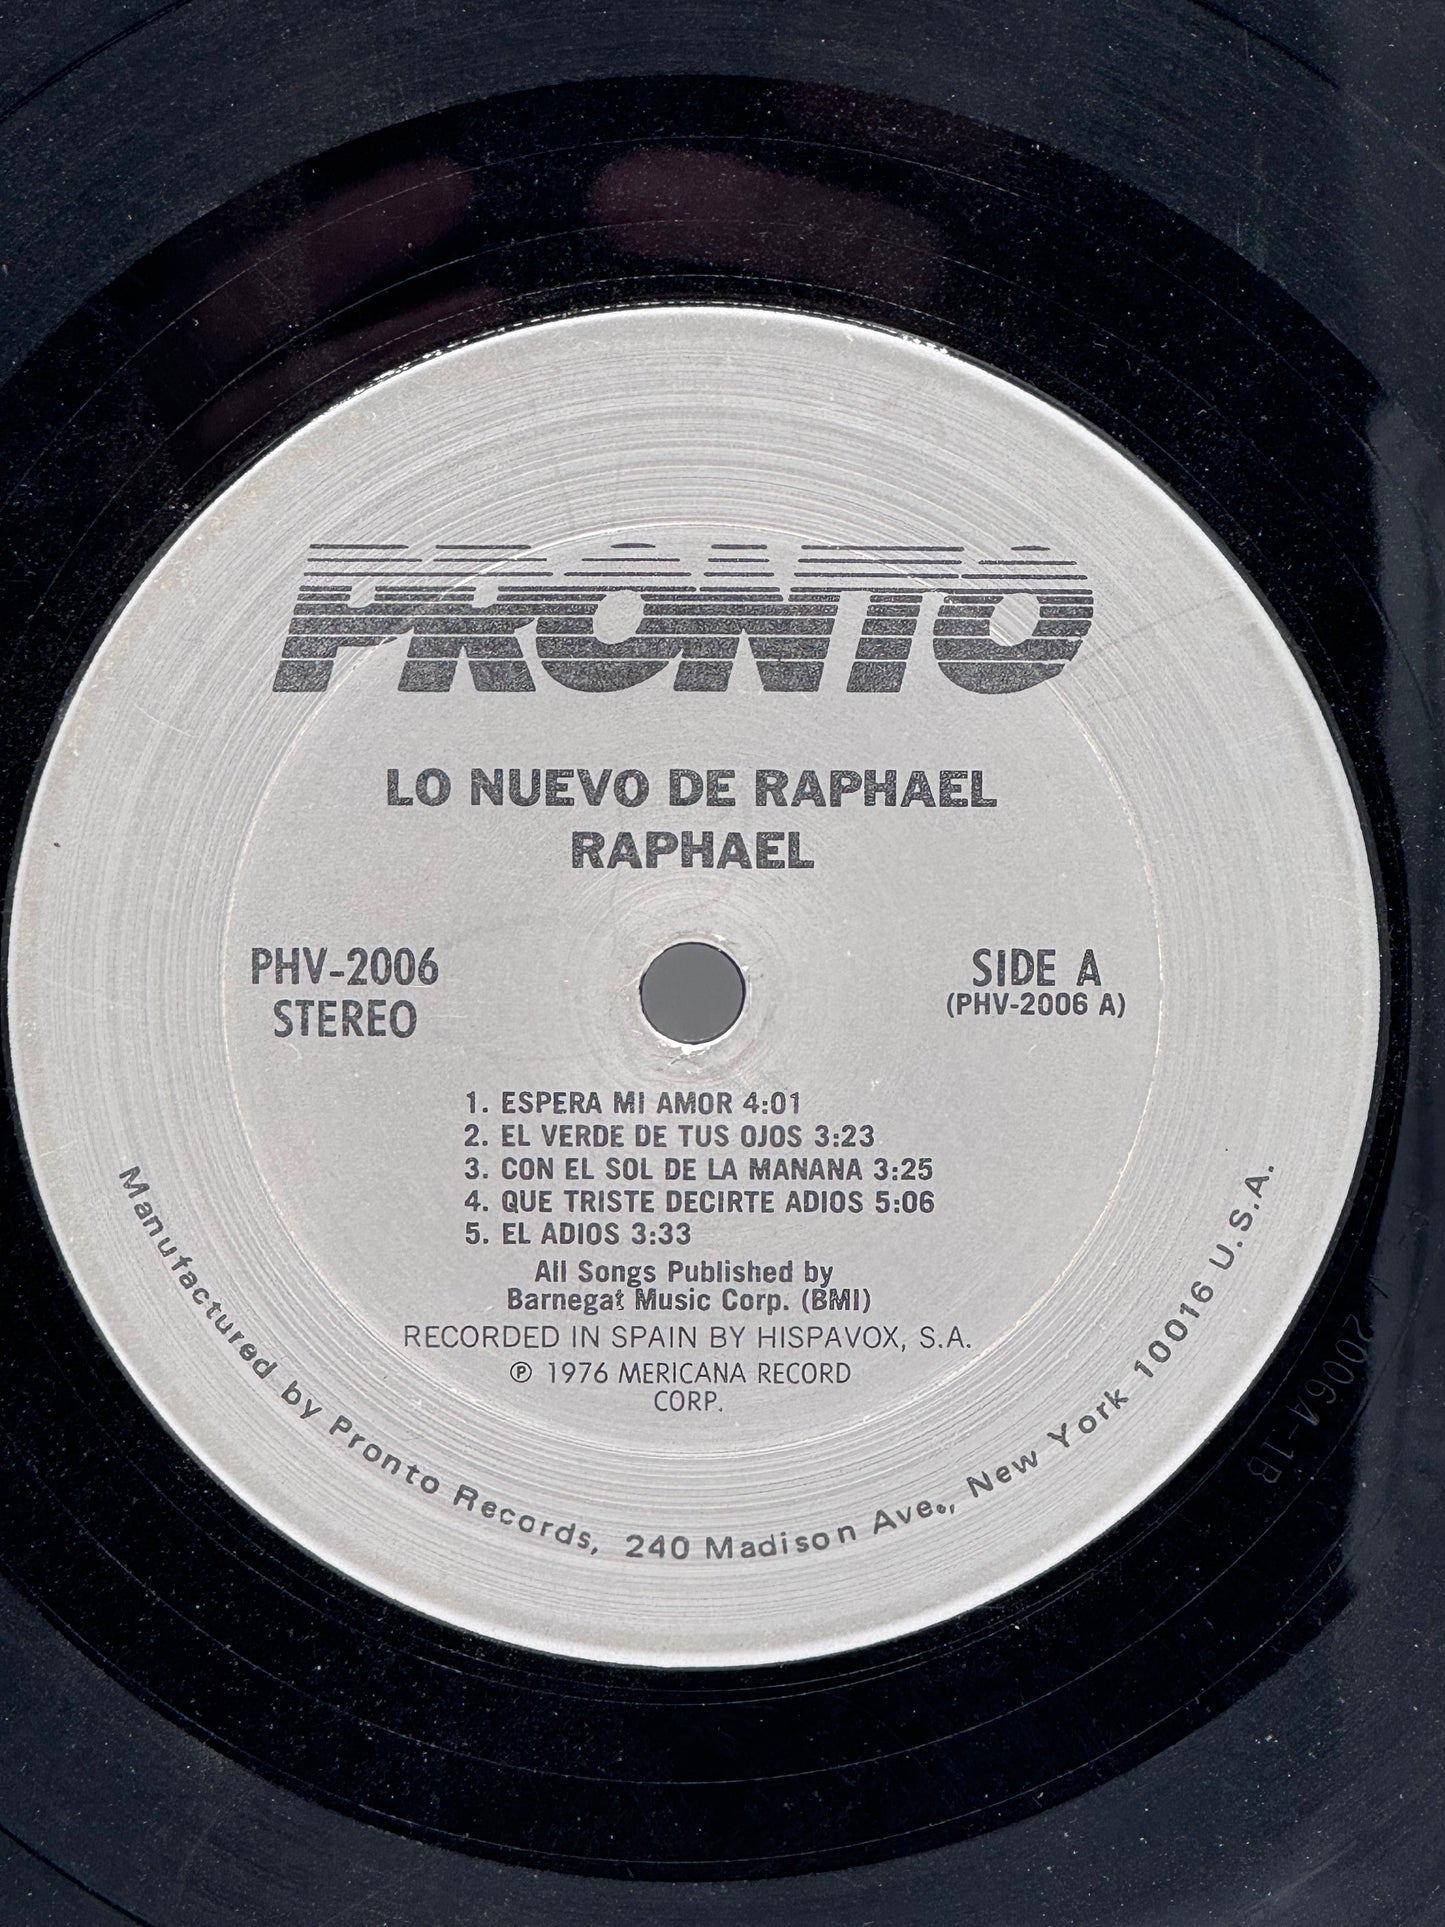 PRONTO
LO NUEVO DE RAPHAEL
RAPHAEL
PHV-2006
STEREO
SIDE A
(PHV-2006 A)
1. ESPERA MI AMOR 4:01
2. EL VERDE DE TUS OJOS 3:23
3. CON EL SOL DE LA MANANA 3:25
4. QUE TRISTE DECIRTE ADIOS 5:06
5. EL ADIOS 3:33
All Songs Published by
Barnegat Music Corp. (BMI)
RECORDED IN SPAIN BY HISPAVOX, S.A.
℗ 1976 MERICANA RECORD
CORP.
Manufactured by Pronto Records, 240 Madison Ave., New York 10016 U.S.A.
2006A-1B